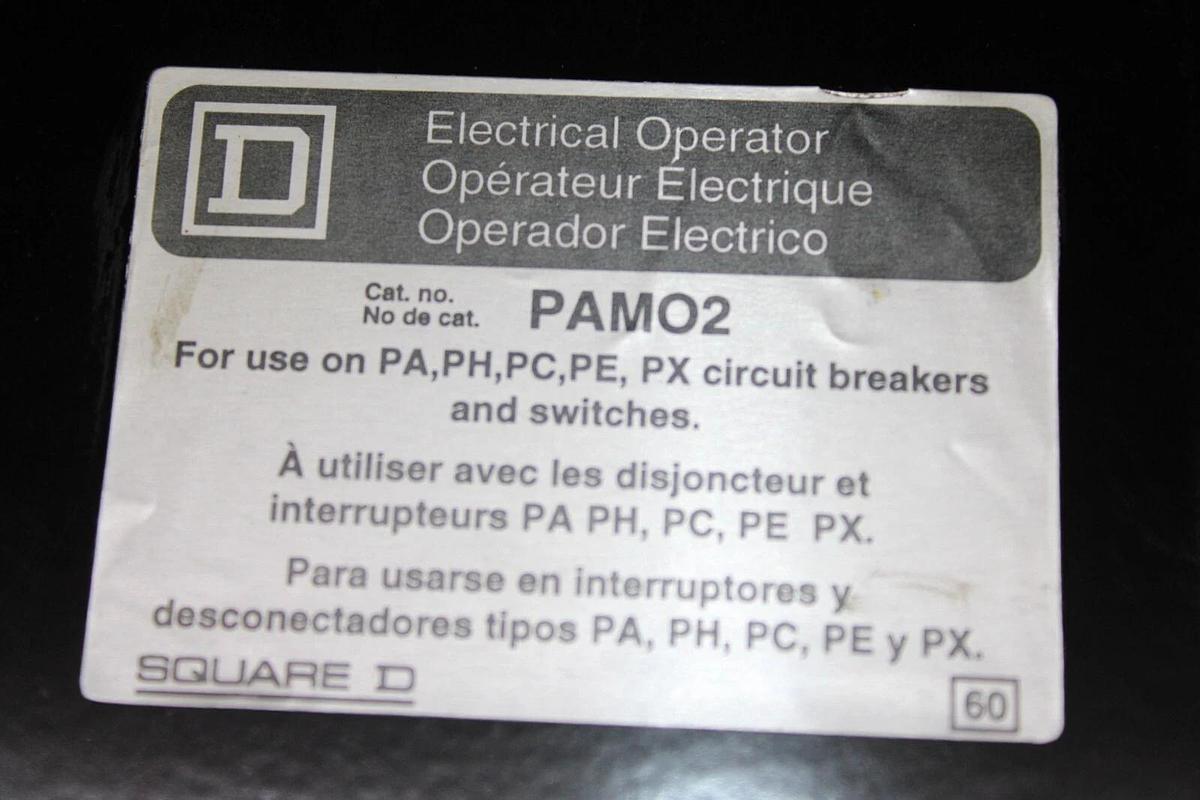 D
Electrical Operator
Opérateur Électrique
Operador Electrico
Cat. no.
No de cat.
PAMO2
For use on PA,PH,PC,PE, PX circuit breakers
and switches.
À utiliser avec les disjoncteur et
interrupteurs PA PH, PC, PE PX.
Para usarse en interruptores y
desconectadores tipos PA, PH, PC, PE y PX.
SQUARE D
60